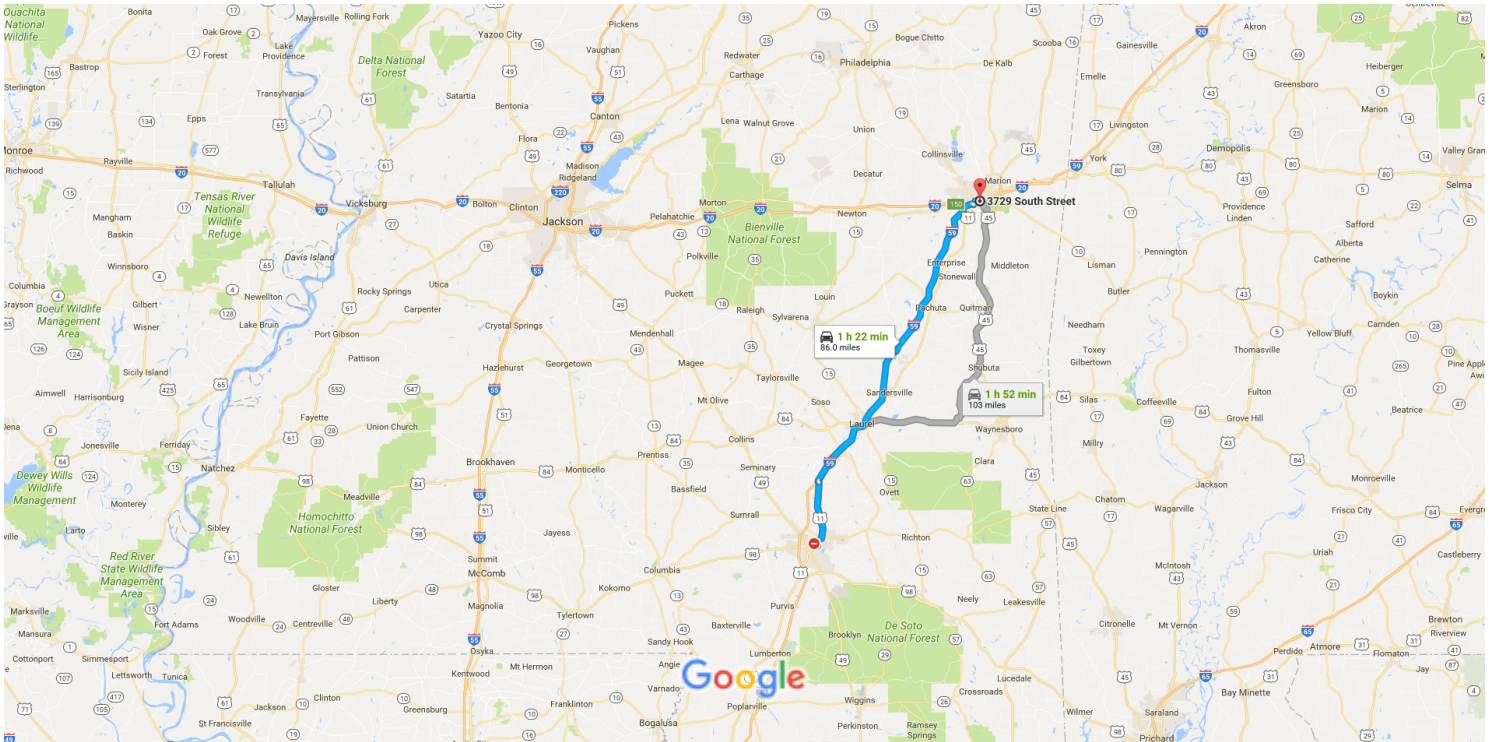 Ouachita
National
Wildlife...
Bonita
Oak Grove
Forest
Lake
Providence
Mayersville
Rolling Fork
Yazoo City
Pickens
Vaughan
Redwater
Carthage
Bogue Chitto
Philadelphia
De Kalb
Scooba
Gainesville
Akron
Emelle
Greensboro
Heiberger
Marion
Bastrop
Sterlington
Transylvania
Delta National
Forest
Satartia
Bentonia
Canton
Epps
Flora
Lena
Walnut Grove
Union
Livingston
Collinsville
York
Demopolis
Valley Gran
Monroe
Richwood
Rayville
Tallulah
Madison
Ridgeland
Decatur
Marion
Selma
Tensas River
National
Wildlife
Refuge
Vicksburg
Bolton
Clinton
Jackson
Pelahatchie
Morton
Newton
3729 South Street
Providence
Linden
Safford
Mangham
Baskin
Bienville
National Forest
Davis Island
Polkville
Enterprise
Stonewall
Middleton
Lisman
Pennington
Alberta
Catherine
Winnsboro
Columbia
Utica
Rocky Springs
Carpenter
Puckett
Louin
Butler
Boykin
Grayson
Boeuf Wildlife
Management
Area
Gilbert
Wisner
Newellton
Lake Bruin
Port Gibson
Crystal Springs
Raleigh
Sylvarena
Quitman
Needham
Camden
Yellow Bluff
Mendenhall
1 h 22 min
86.0 miles
Toxey
Gilbertown
Thomasville
Pine Apple
Pattison
Hazlehurst
Georgetown
Magee
Taylorsville
Shubuta
Sicily Island
Aimwell
Harrisonburg
Sandersville
1 h 52 min
103 miles
Silas
Coffeeville
Fulton
Grove Hill
Beatrice
Mt Olive
Soso
Laurel
Waynesboro
Fayette
Union Church
Jena
Jonesville
Ferriday
Collins
Millry
Prentiss
Brookhaven
Monticello
Seminary
Clara
Natchez
Dewey Wills
Wildlife
Management
Monterey
Meadville
Bassfield
Ovett
Jackson
Monroeville
Homochitto
National Forest
Sumrall
State Line
Chatom
Wagarville
Frisco City
Evergre
Larto
Sibley
Jayess
Richton
Uriah
Castleberry
Red River
State Wildlife
Management
Area
Summit
McComb
Columbia
McIntosh
Gloster
Liberty
Magnolia
Kokomo
Purvis
Neely
Leakesville
Marksville
Mansura
Fort Adams
Woodville
Centreville
Tylertown
Baxterville
Brooklyn
De Soto
National Forest
Citronelle
Mt Vernon
Brewton
Riverview
Cottonport
Simmesport
Lettsworth
Tunica
Osyka
Sandy Hook
Lumberton
Perdido
Atmore
Flomaton
Jay
Kentwood
Mt Hermon
Angie
Varnado
Google
Lucedale
Crossroads
Bay Minette
Jackson
Clinton
Greensburg
Franklinton
Poplarville
Wiggins
St Francisville
Bogalusa
Perkinston
Ramsey
Springs
Wilmer
Saraland
Prichard